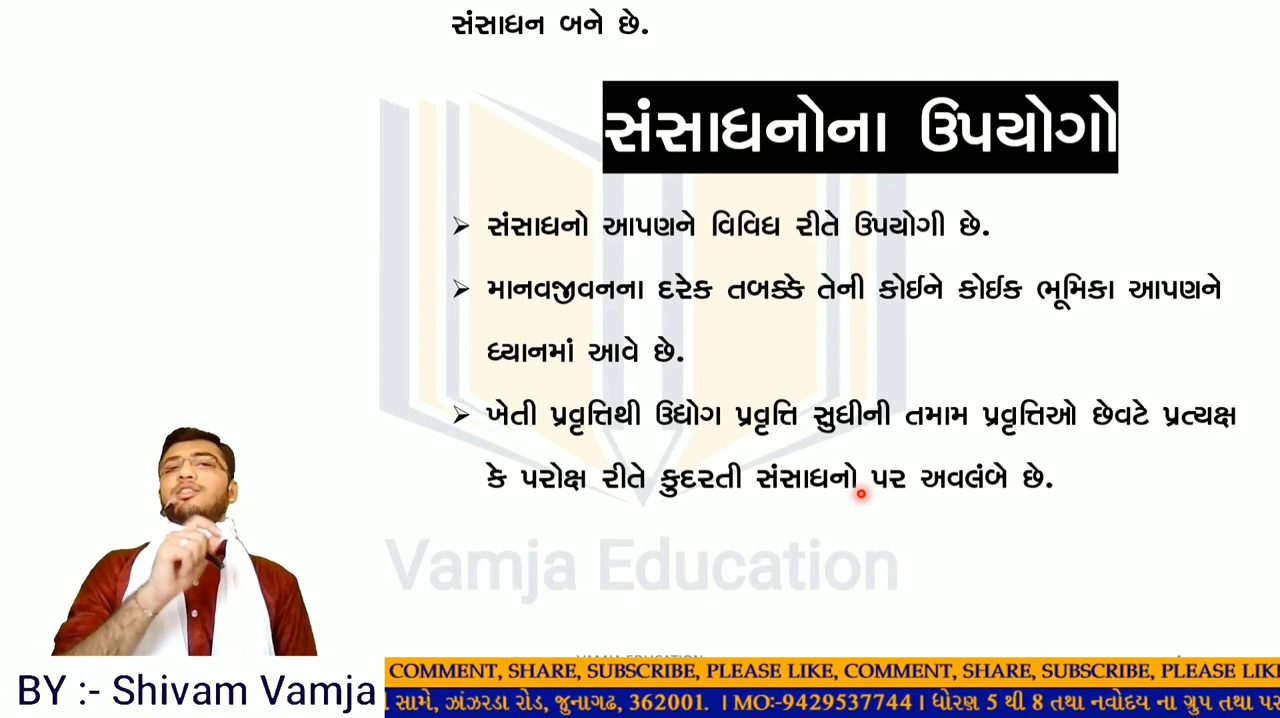 સંસાધન બને છે.
સંસાધનોના ઉપયોગો
➢ સંસાધનો આપણને વિવિધ રીતે ઉપયોગી છે.
➢ માનવજીવનના દરેક તબક્કે તેની કોઈને કોઈક ભૂમિકા આપણને
ધ્યાનમાં આવે છે.
➢ ખેતી પ્રવૃત્તિથી ઉદ્યોગ પ્રવૃત્તિ સુધીની તમામ પ્રવૃત્તિઓ છેવટે પ્રત્યક્ષ
કે પરોક્ષ રીતે કુદરતી સંસાધનો પર અવલંબે છે.
Vamja Education
BY :- Shivam Vamja
COMMENT, SHARE, SUBSCRIBE, PLEASE LIKE, COMMENT, SHARE, SUBSCRIBE, PLEASE LIKE
સામે, ઝાંઝરડા રોડ, જુનાગઢ, 362001. । MO:-9429537744 । ધોરણ 5 થી 8 તથા નવોદય ના ગ્રુપ તથા